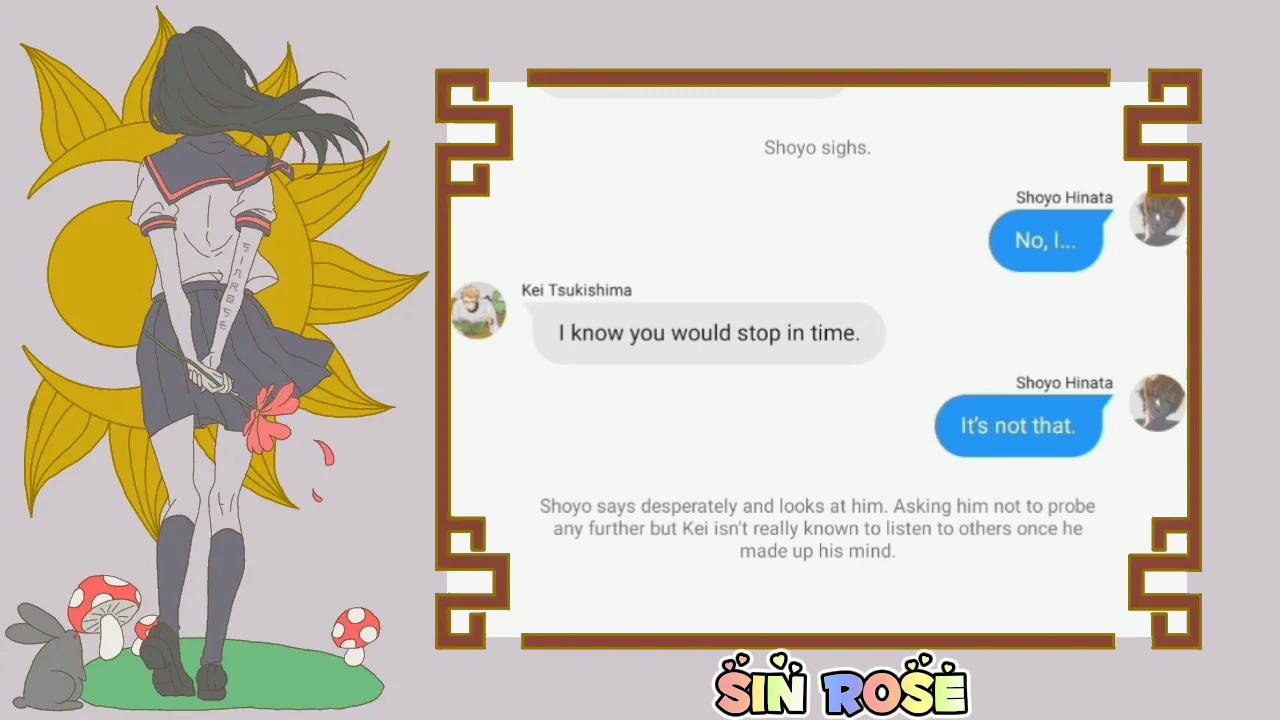 Shoyo sighs.
Shoyo Hinata
No, I...
Kei Tsukishima
I know you would stop in time.
Shoyo Hinata
It's not that.
Shoyo says desperately and looks at him. Asking him not to probe
any further but Kei isn't really known to listen to others once he
made up his mind.
SINROSE
SIN ROSE